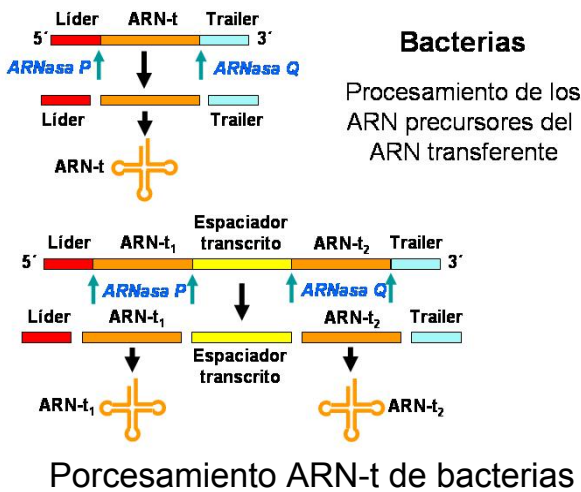 Líder ARN-t Trailer
5´ 3´
ARNasa P ARNasa Q
Líder Trailer
ARN-t
Bacterias
Procesamiento de los
ARN precursores del
ARN transferente
Espaciador
transcrito
Líder ARN-t1 ARN-t2 Trailer
5´ 3´
ARNasa P ARNasa Q
Líder ARN-t1 ARN-t2 Trailer
Espaciador
transcrito
ARN-t1 ARN-t2
Porcesamiento ARN-t de bacterias